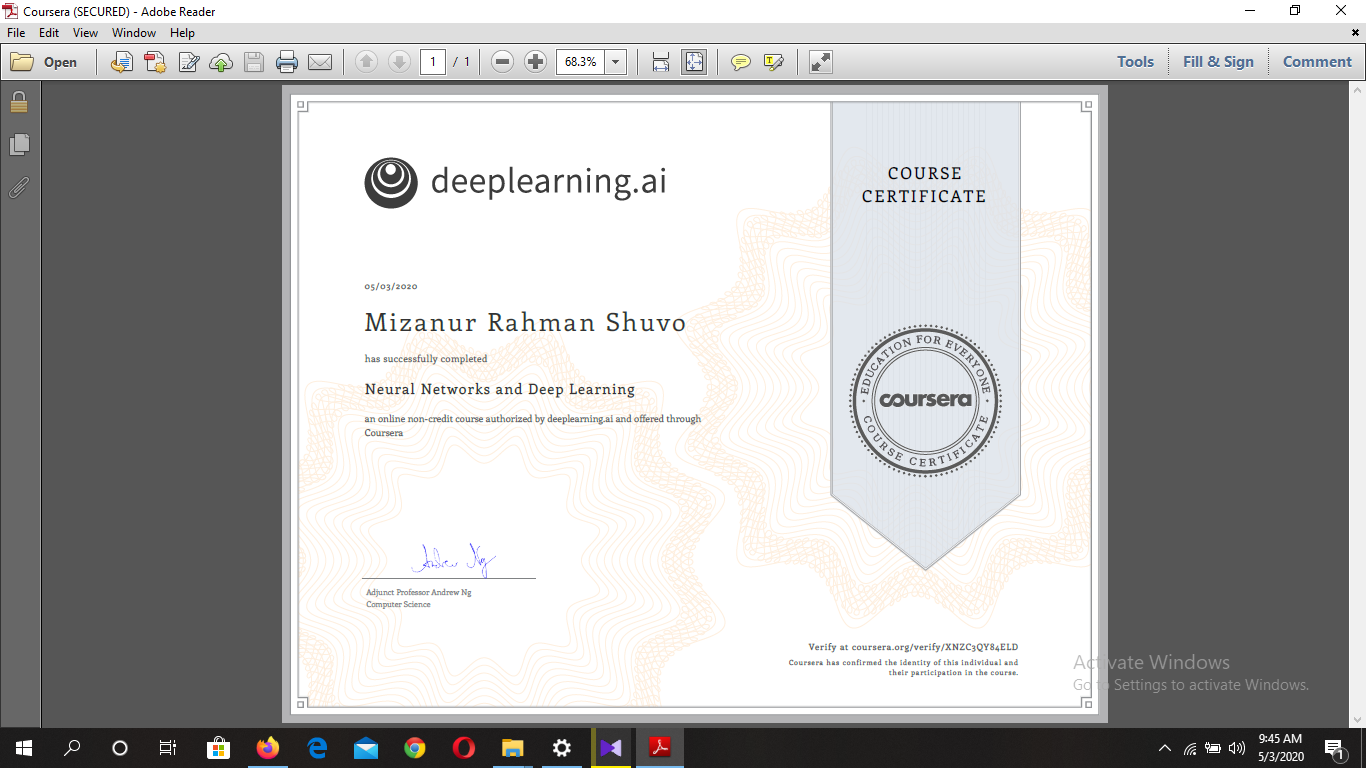 Coursera (SECURED) - Adobe Reader
File Edit View Window Help
Open
1 / 1
68.3%
Tools Fill & Sign Comment
deeplearning.ai
COURSE
CERTIFICATE
05/03/2020
Mizanur Rahman Shuvo
has successfully completed
Neural Networks and Deep Learning
an online non-credit course authorized by deeplearning.ai and offered through
Coursera
EDUCATION FOR EVERYONE
coursera
COURSE CERTIFICATE
Andrew Ng
Adjunct Professor Andrew Ng
Computer Science
Verify at coursera.org/verify/XNZC3QY84ELD
Coursera has confirmed the identity of this individual and
their participation in the course.
Activate Windows
Go to Settings to activate Windows.
9:45 AM
5/3/2020
1